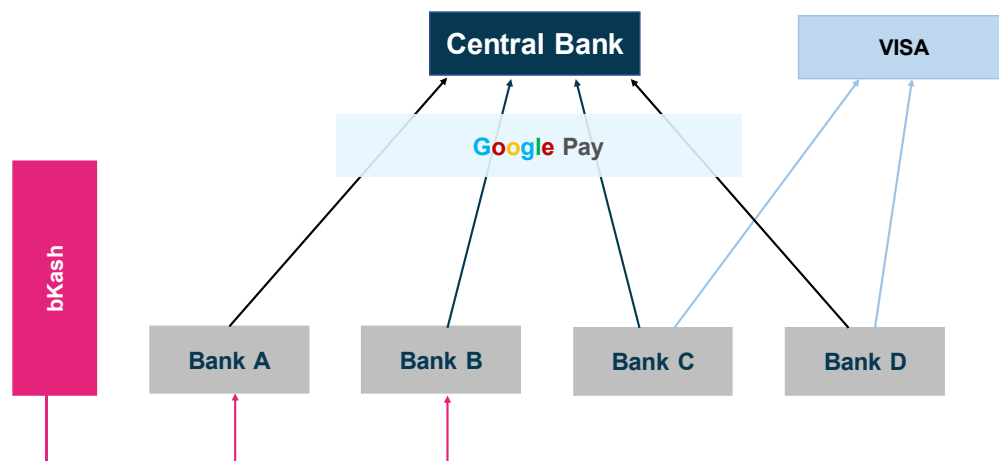 Central Bank
VISA
Google Pay
bKash
Bank A
Bank B
Bank C
Bank D